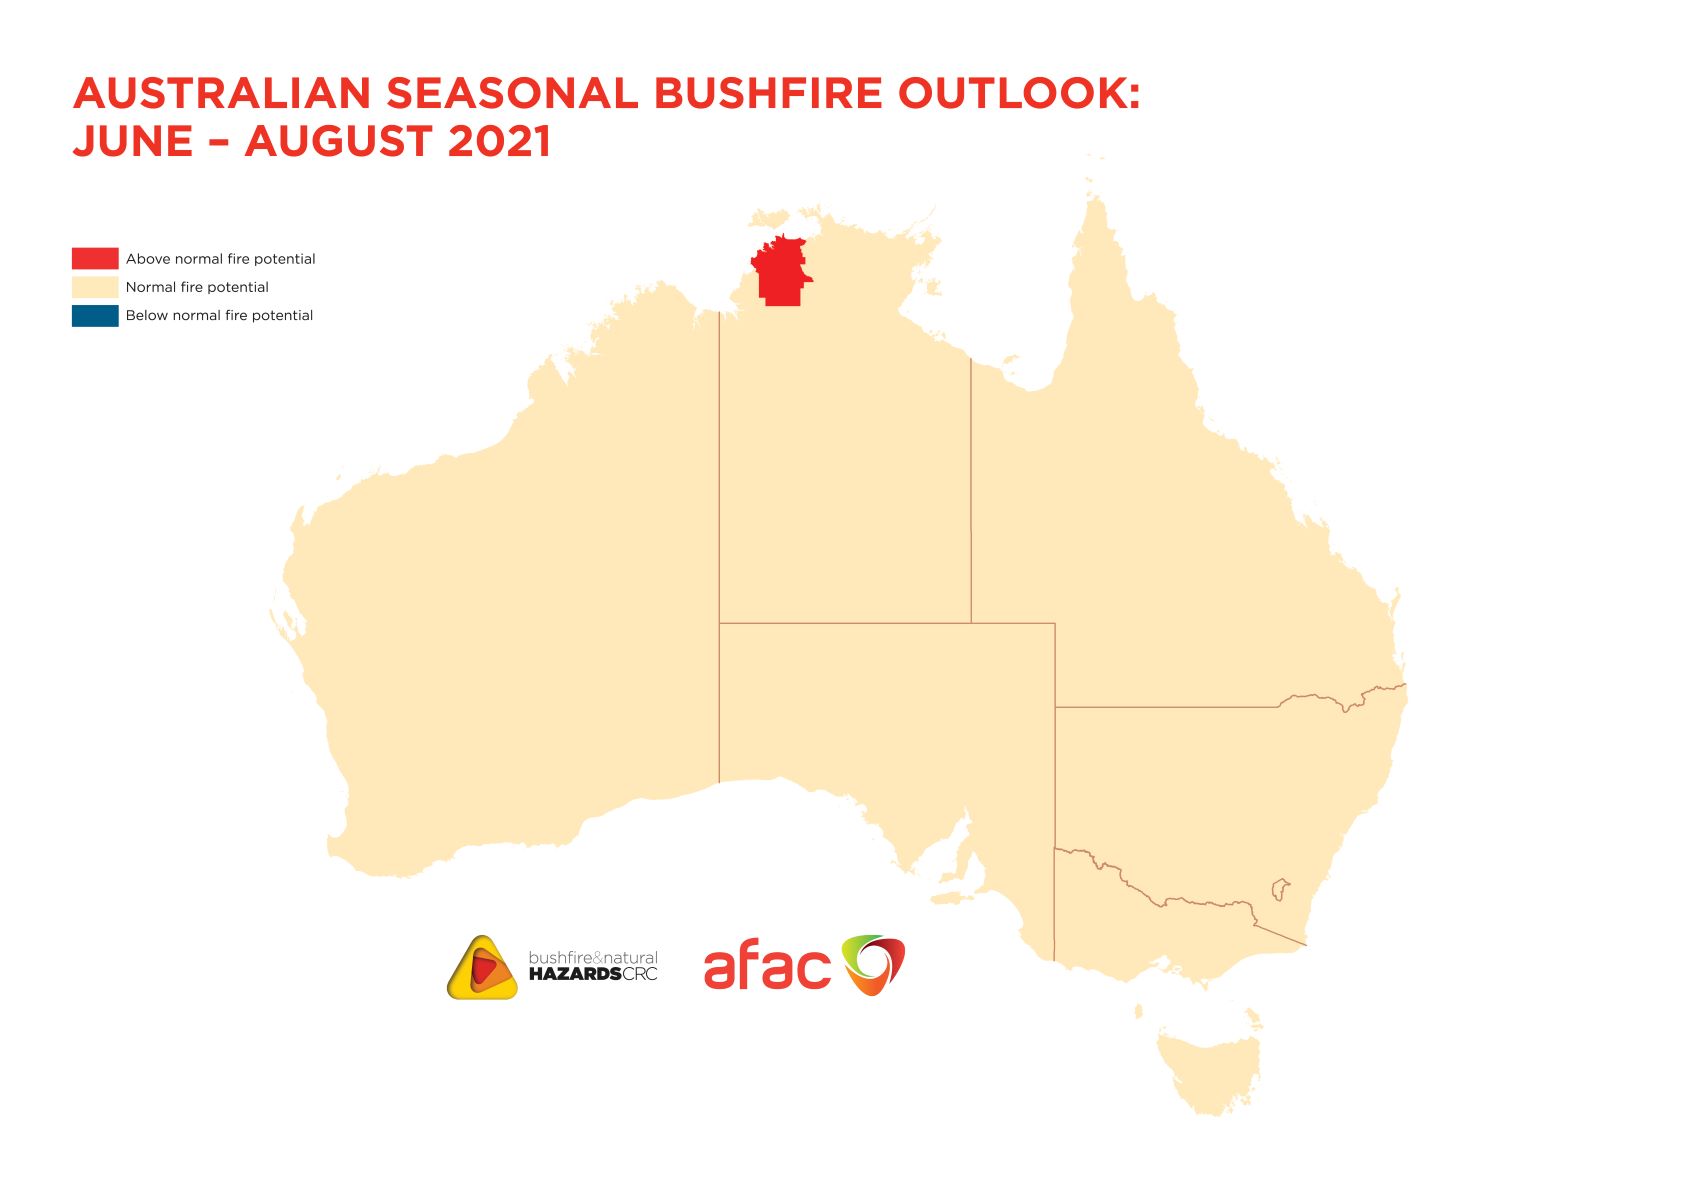 AUSTRALIAN SEASONAL BUSHFIRE OUTLOOK:
JUNE – AUGUST 2021
Above normal fire potential
Normal fire potential
Below normal fire potential
bushfire&natural
HAZARDSCRC
afac